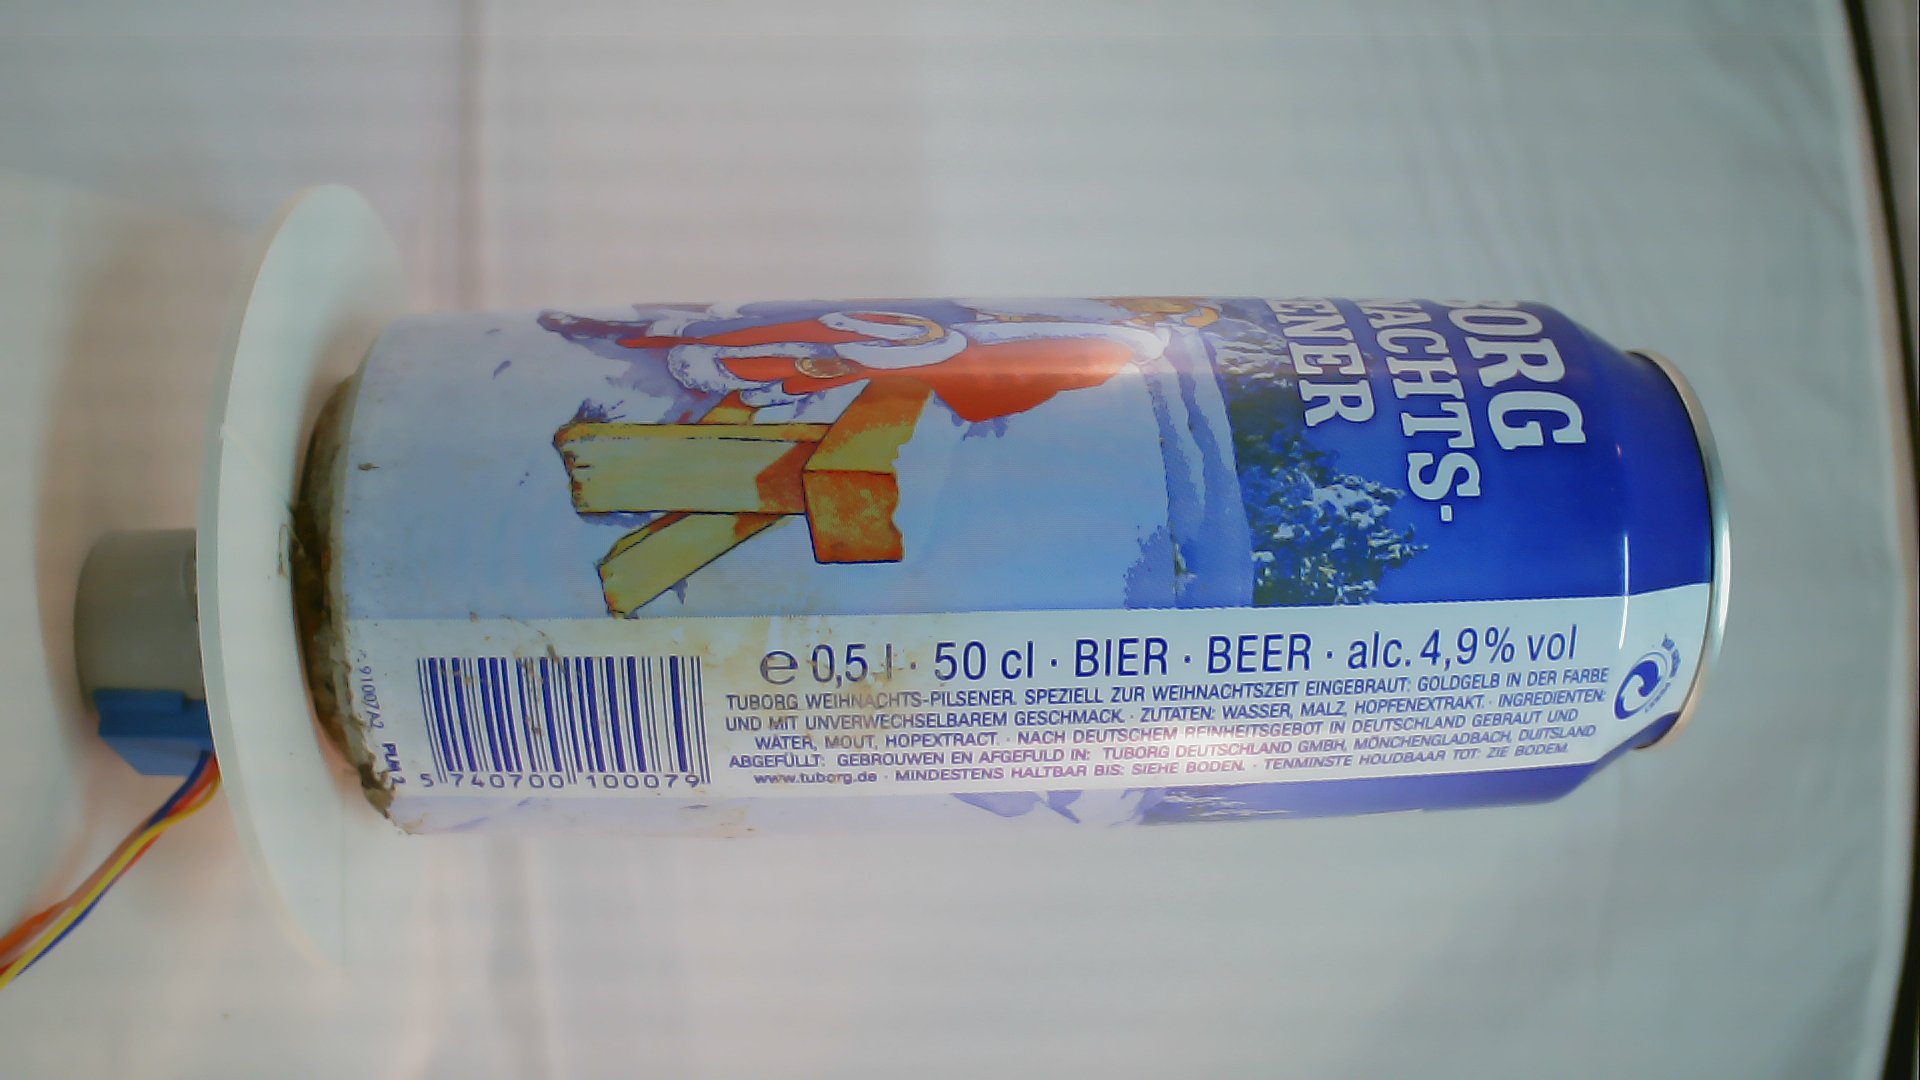 BORG
NACHTS-
ENER
e 0,5 l · 50 cl · BIER · BEER · alc. 4,9% vol
TUBORG WEIHNACHTS-PILSENER. SPEZIELL ZUR WEIHNACHTSZEIT EINGEBRAUT: GOLDGELB IN DER FARBE
UND MIT UNVERWECHSELBAREM GESCHMACK. · ZUTATEN: WASSER, MALZ, HOPFENEXTRAKT. · INGREDIENTEN:
WATER, MOUT, HOPEXTRACT. · NACH DEUTSCHEM REINHEITSGEBOT IN DEUTSCHLAND GEBRAUT UND
ABGEFÜLLT: GEBROUWEN EN AFGEFULD IN: TUBORG DEUTSCHLAND GMBH, MÖNCHENGLADBACH, DUITSLAND
www.tuborg.de · MINDESTENS HALTBAR BIS: SIEHE BODEN. · TENMINSTE HOUDBAAR TOT: ZIE BODEM.
5 740700 100079